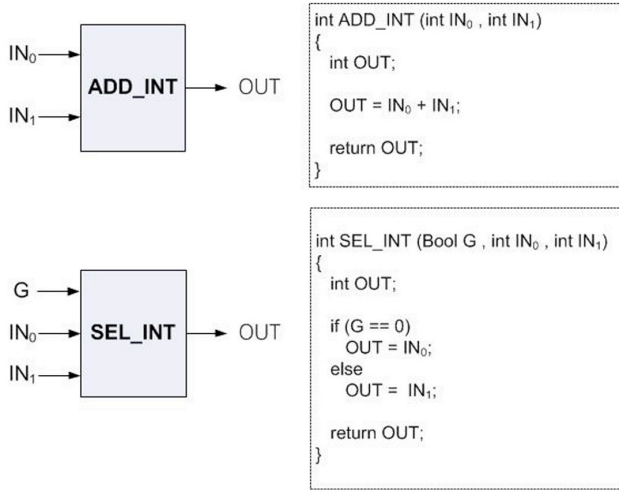 IN₀
IN₁
ADD_INT
OUT
int ADD_INT (int IN₀ , int IN₁)
{
int OUT;
OUT = IN₀ + IN₁;
return OUT;
}
G
IN₀
IN₁
SEL_INT
OUT
int SEL_INT (Bool G , int IN₀ , int IN₁)
{
int OUT;
if (G == 0)
OUT = IN₀;
else
OUT = IN₁;
return OUT;
}